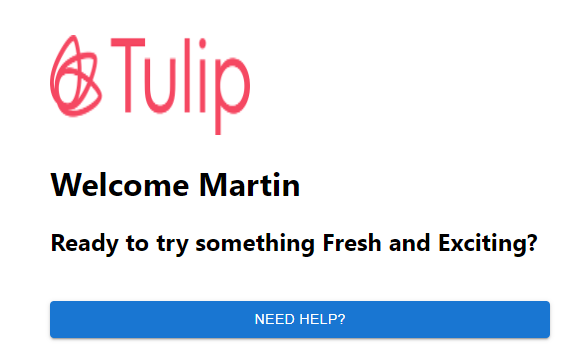 Tulip
Welcome Martin
Ready to try something Fresh and Exciting?
NEED HELP?